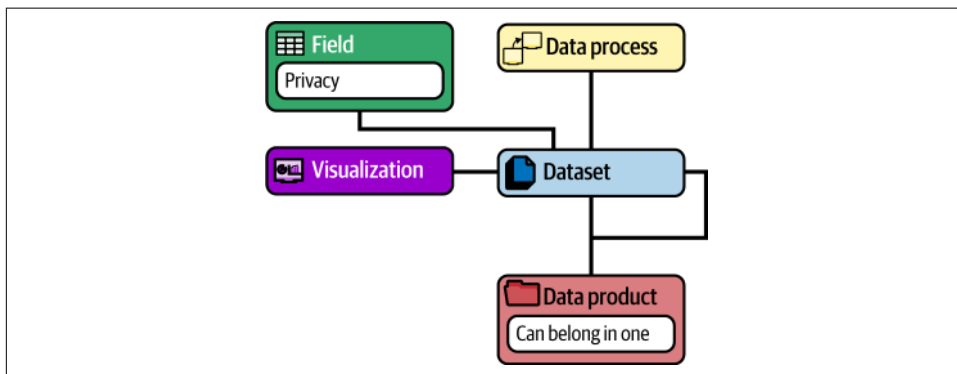 Field
Privacy
Data process
Visualization
Dataset
Data product
Can belong in one